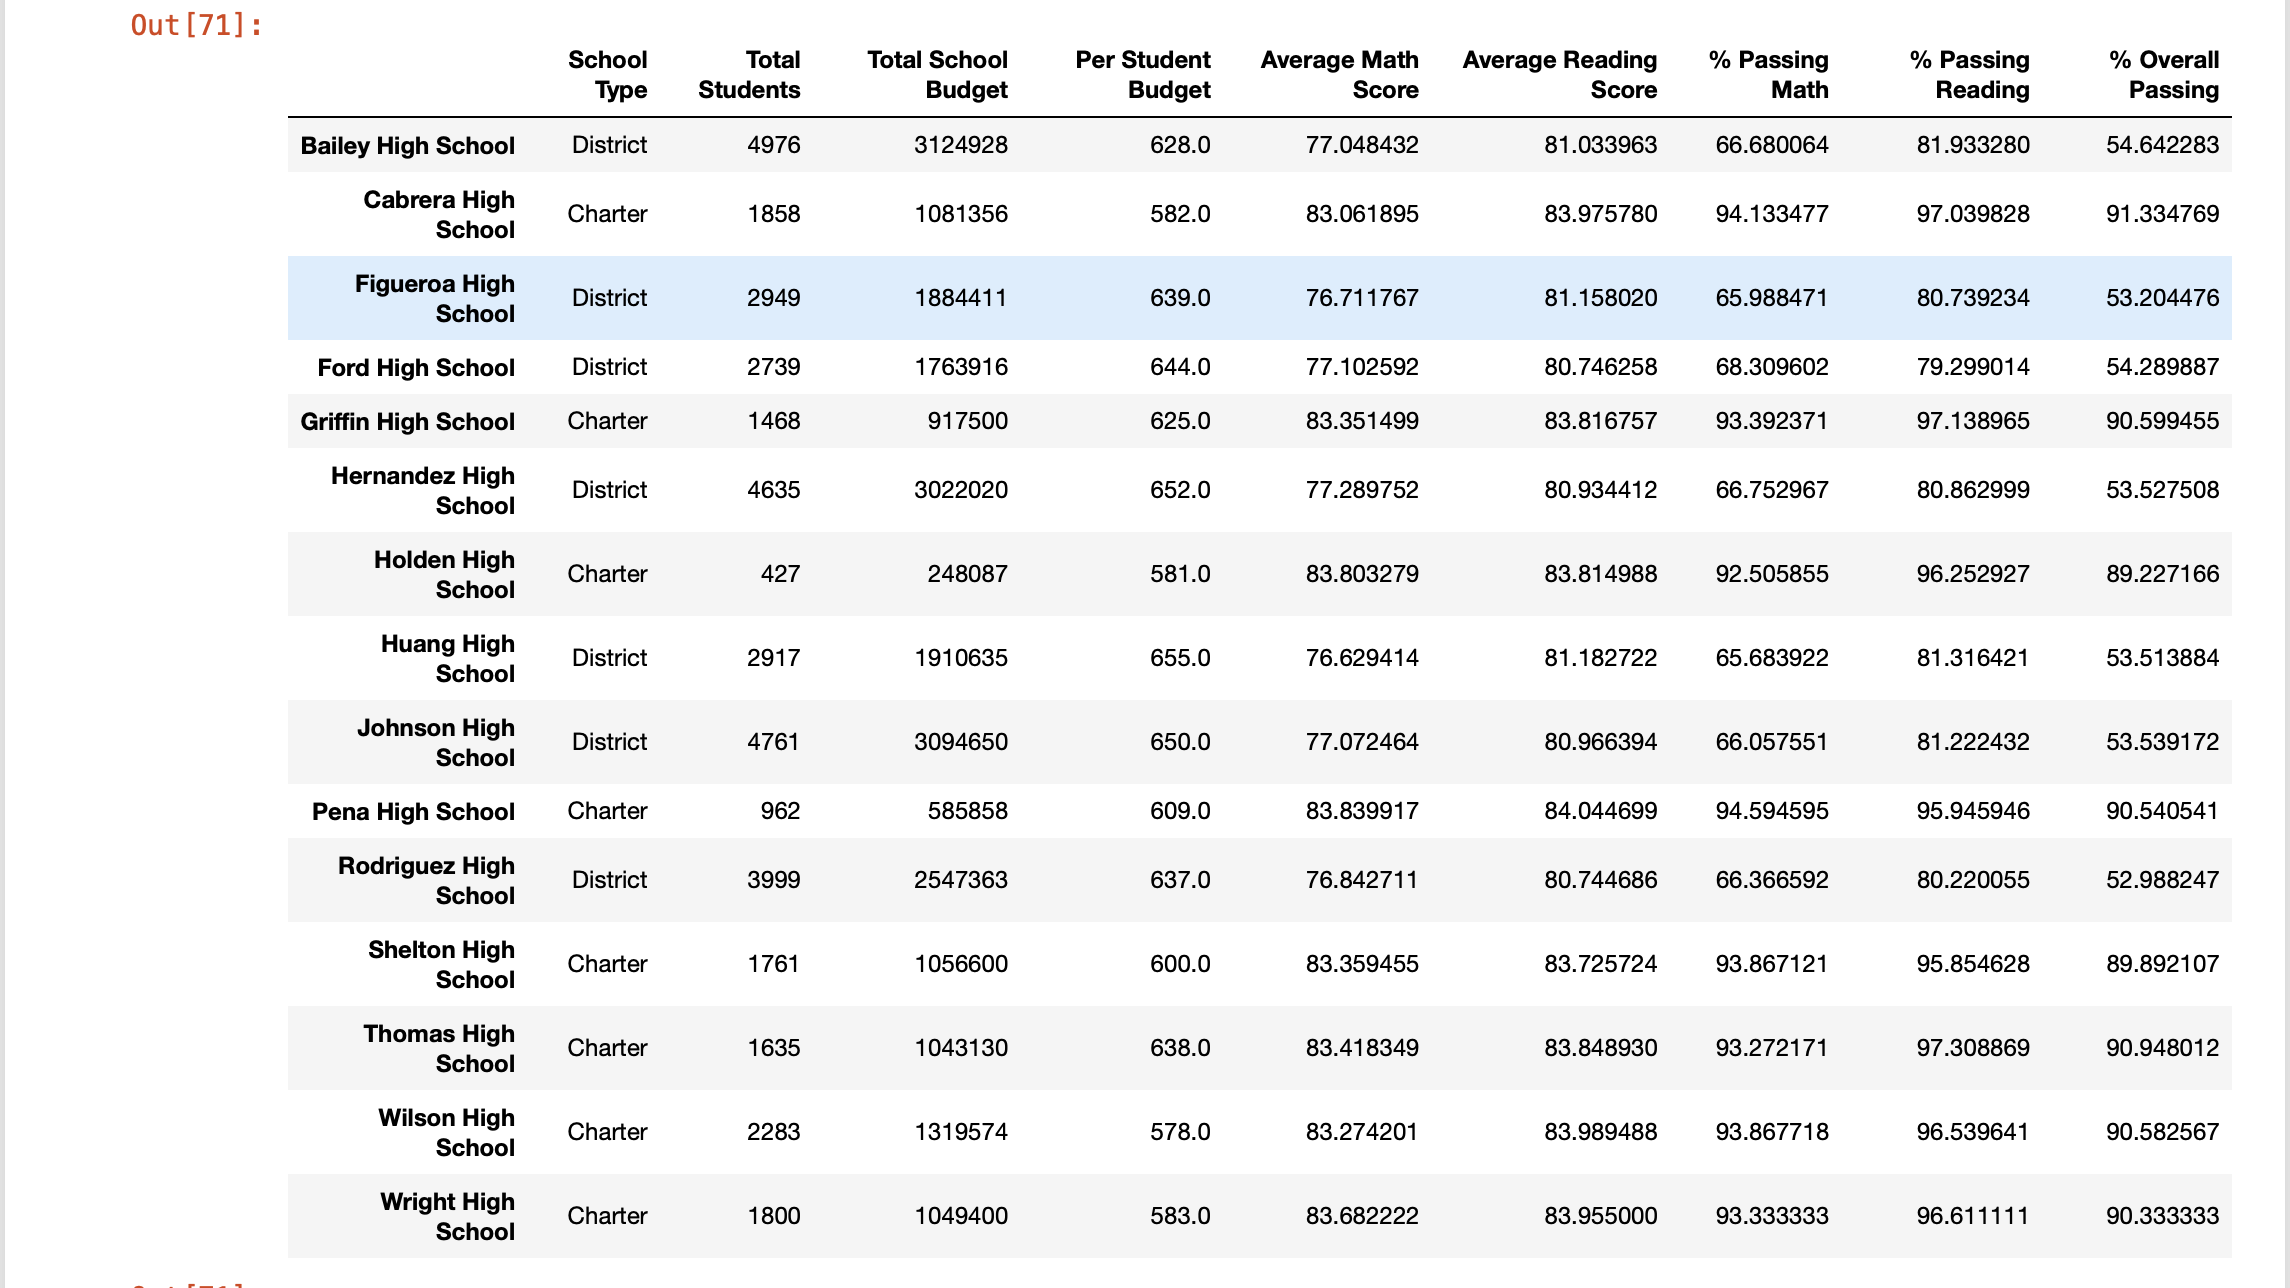 Out[71]:
School Total Total School Per Student Average Math Average Reading % Passing % Passing % Overall
Type Students Budget Budget Score Score Math Reading Passing
Bailey High School District 4976 3124928 628.0 77.048432 81.033963 66.680064 81.933280 54.642283
Cabrera High
School Charter 1858 1081356 582.0 83.061895 83.975780 94.133477 97.039828 91.334769
Figueroa High
School District 2949 1884411 639.0 76.711767 81.158020 65.988471 80.739234 53.204476
Ford High School District 2739 1763916 644.0 77.102592 80.746258 68.309602 79.299014 54.289887
Griffin High School Charter 1468 917500 625.0 83.351499 83.816757 93.392371 97.138965 90.599455
Hernandez High
School District 4635 3022020 652.0 77.289752 80.934412 66.752967 80.862999 53.527508
Holden High
School Charter 427 248087 581.0 83.803279 83.814988 92.505855 96.252927 89.227166
Huang High
School District 2917 1910635 655.0 76.629414 81.182722 65.683922 81.316421 53.513884
Johnson High
School District 4761 3094650 650.0 77.072464 80.966394 66.057551 81.222432 53.539172
Pena High School Charter 962 585858 609.0 83.839917 84.044699 94.594595 95.945946 90.540541
Rodriguez High
School District 3999 2547363 637.0 76.842711 80.744686 66.366592 80.220055 52.988247
Shelton High
School Charter 1761 1056600 600.0 83.359455 83.725724 93.867121 95.854628 89.892107
Thomas High
School Charter 1635 1043130 638.0 83.418349 83.848930 93.272171 97.308869 90.948012
Wilson High
School Charter 2283 1319574 578.0 83.274201 83.989488 93.867718 96.539641 90.582567
Wright High
School Charter 1800 1049400 583.0 83.682222 83.955000 93.333333 96.611111 90.333333